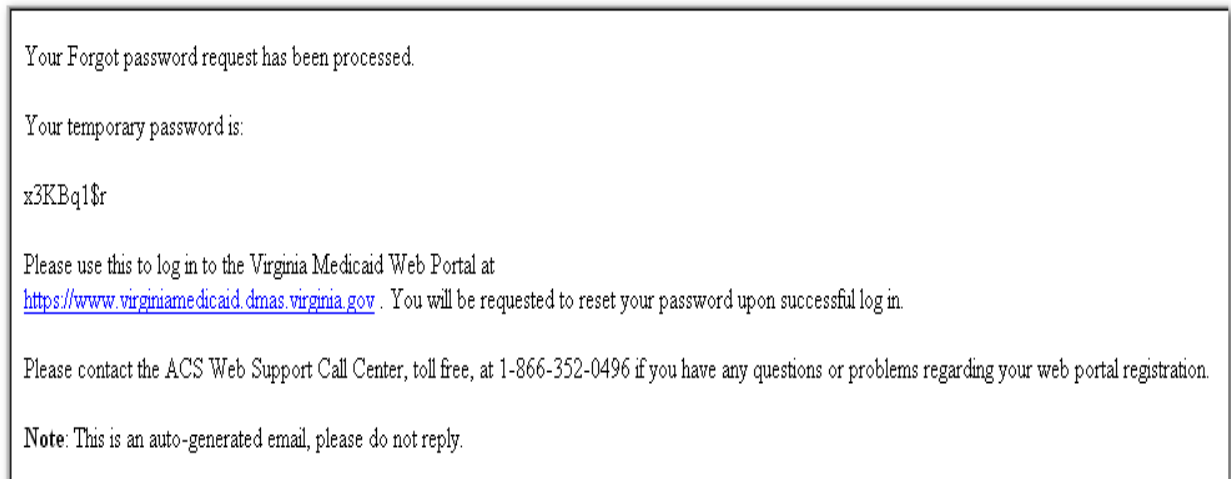 Your Forgot password request has been processed.
Your temporary password is:
x3KBq1$r
Please use this to log in to the Virginia Medicaid Web Portal at
https://www.virginiamedicaid.dmas.virginia.gov . You will be requested to reset your password upon successful log in.
Please contact the ACS Web Support Call Center, toll free, at 1-866-352-0496 if you have any questions or problems regarding your web portal registration.
Note: This is an auto-generated email, please do not reply.